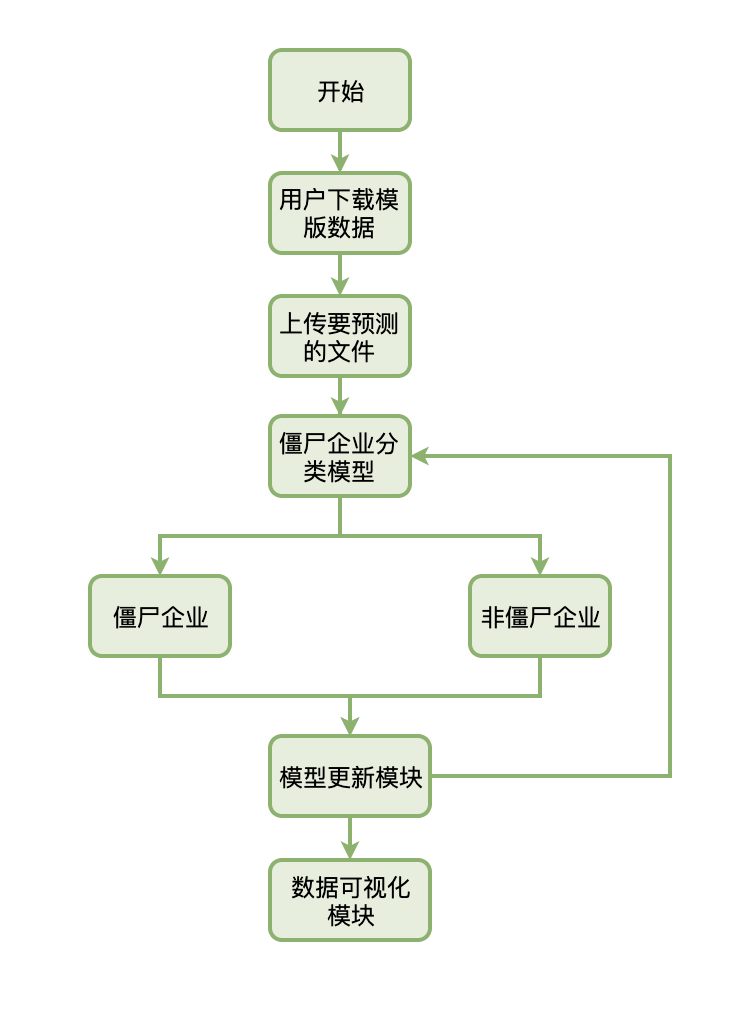 开始
用户下载模
版数据
上传要预测
的文件
僵尸企业分
类模型
僵尸企业
非僵尸企业
模型更新模块
数据可视化
模块